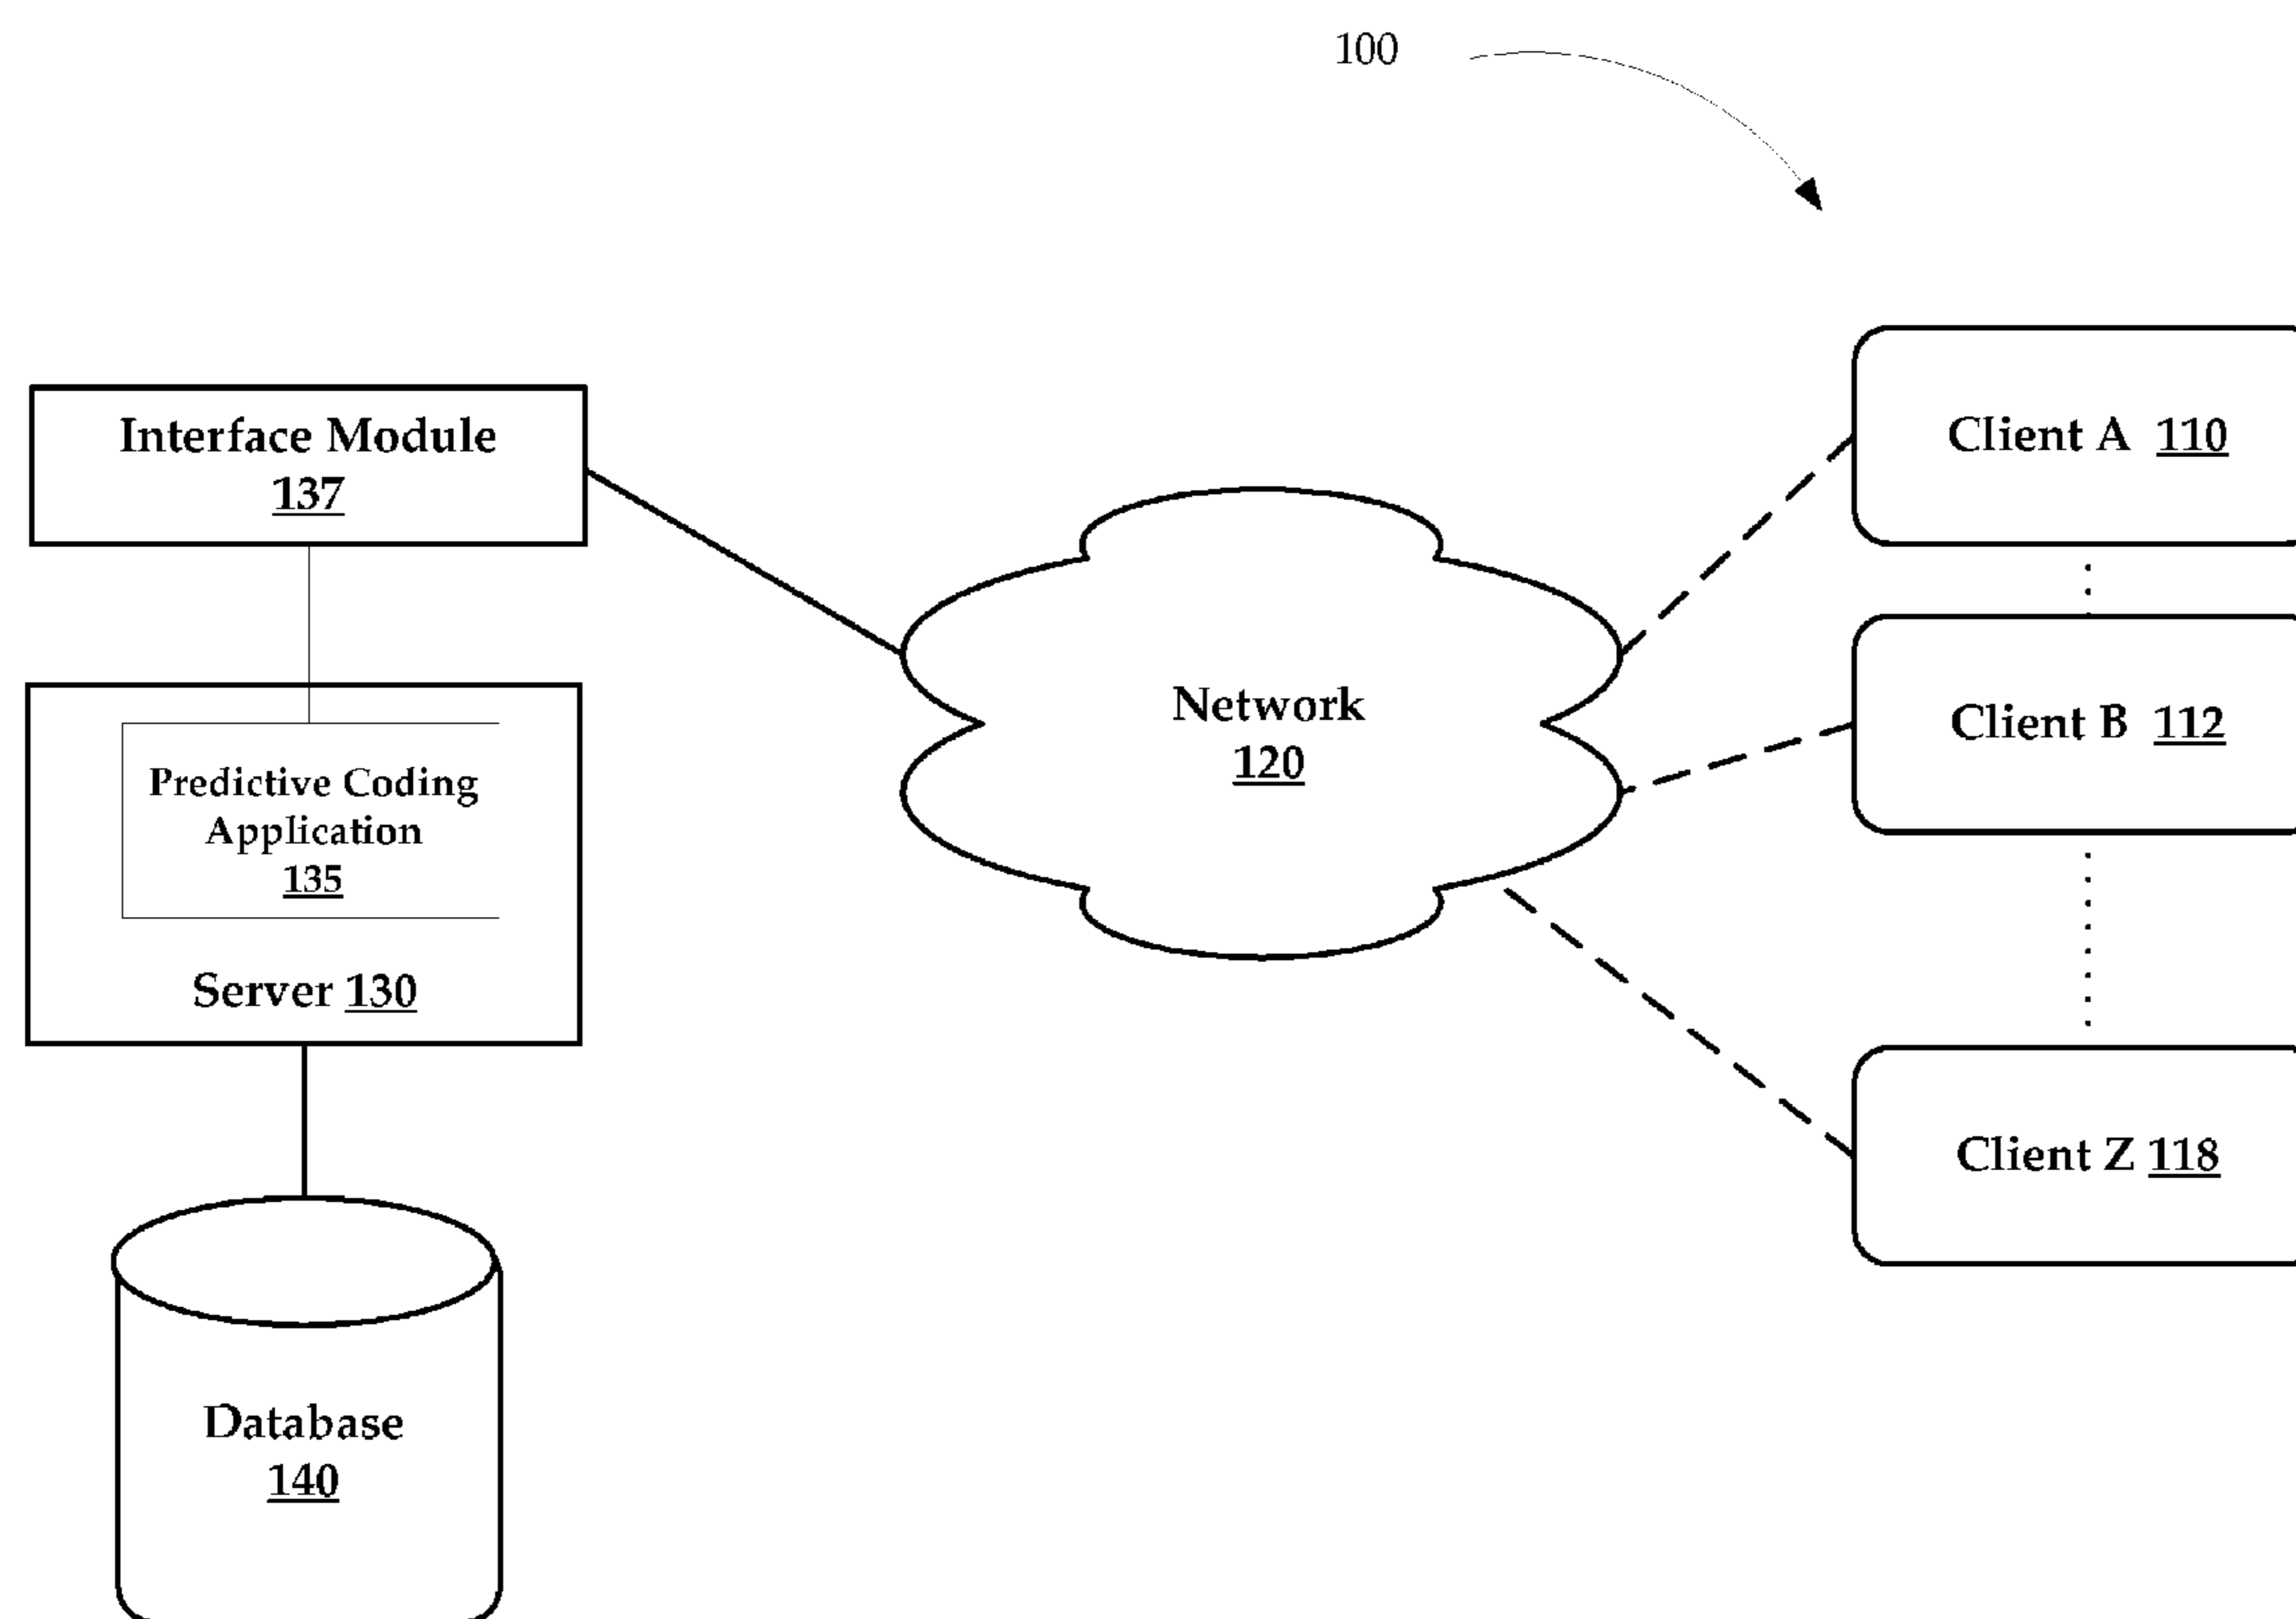 100
Interface Module
137
Client A 110
Network
120
Client B 112
Predictive Coding
Application
135
Server 130
Client Z 118
Database
140